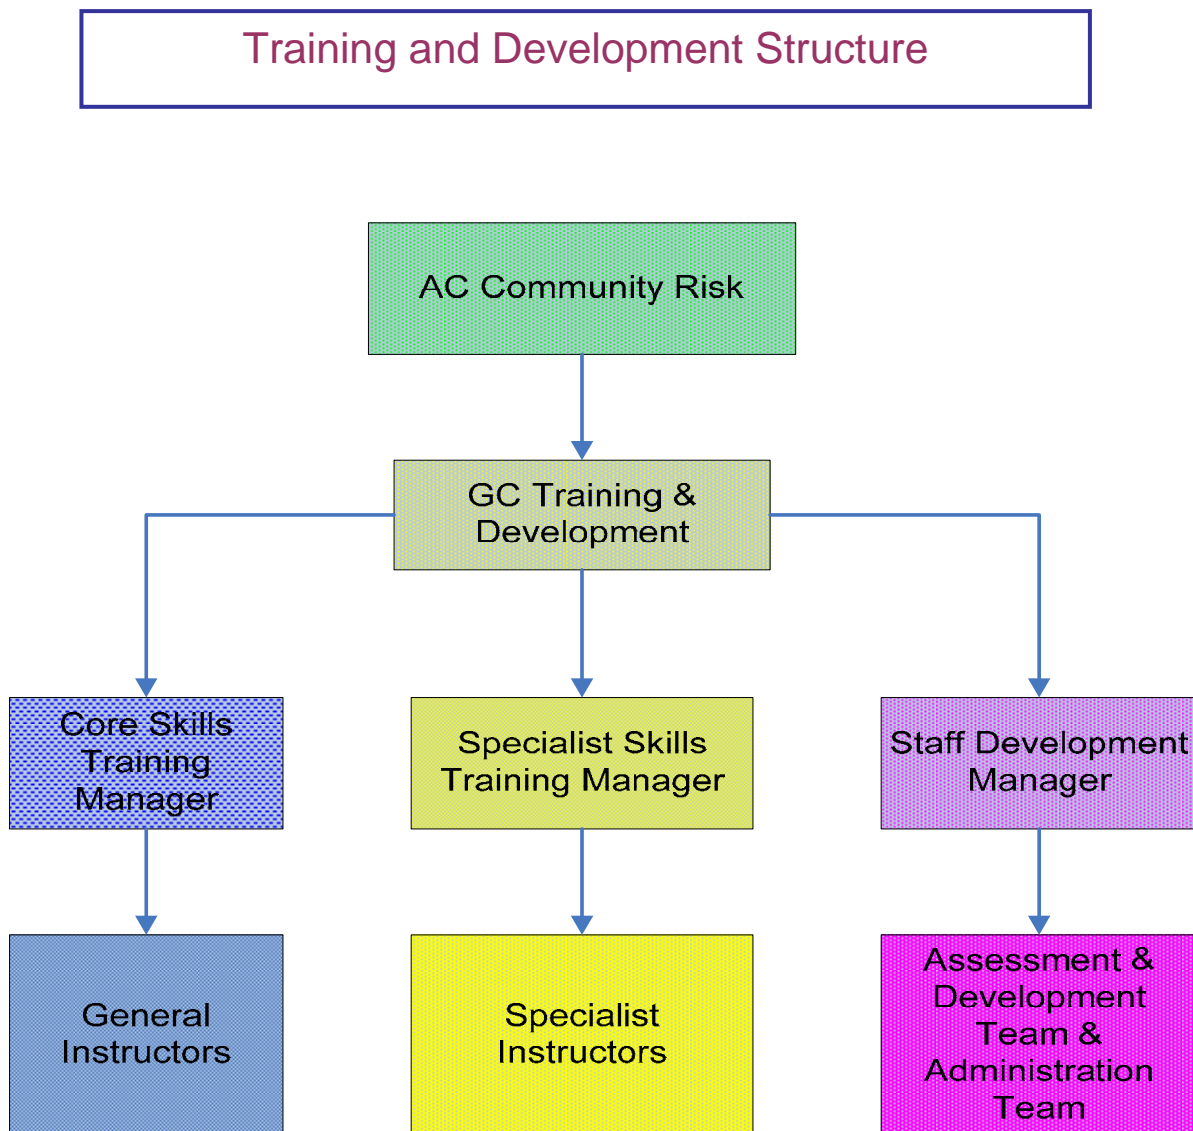 Training and Development Structure
AC Community Risk
GC Training &
Development
Core Skills
Training
Manager
Specialist Skills
Training Manager
Staff Development
Manager
General
Instructors
Specialist
Instructors
Assessment &
Development
Team &
Administration
Team